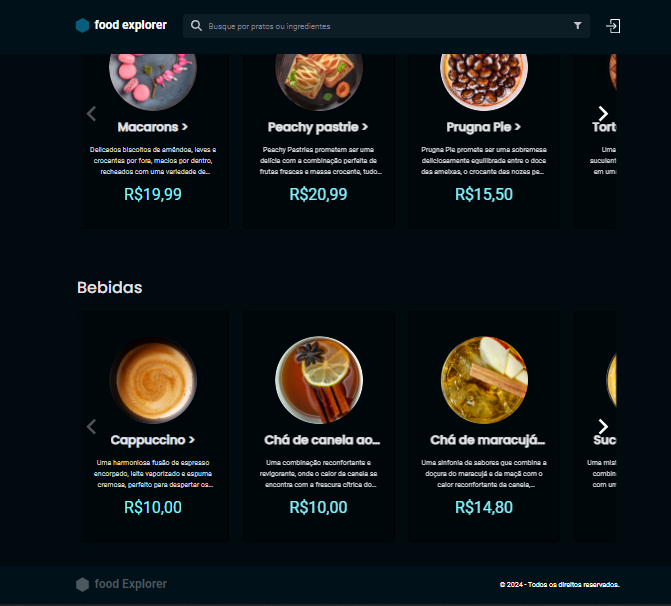 food explorer
Busque por pratos ou ingredientes
Macarons >
Delicados biscoitos de amêndoa, leves e
crocantes por fora, macios por dentro,
recheados com uma variedade de...
R$19,99
Peachy pastrie >
Peachy Pastries prometem ser uma
delícia com a combinação perfeita de
frutas frescas e massa crocante, tudo...
R$20,99
Prugna Pie >
Prugna Pie promete ser uma sobremesa
deliciosamente equilibrada entre o doce
das ameixas, o crocante das nozes pe...
R$15,50
Tort
Uma
suculent
em um
Bebidas
Cappuccino >
Uma harmoniosa fusão de espresso
encorpado, leite vaporizado e espuma
cremosa, perfeito para despertar os...
R$10,00
Chá de canela ao...
Uma combinação reconfortante e
revigorante, onde o calor da canela se
encontra com a frescura cítrica do...
R$10,00
Chá de maracujá...
Uma sinfonia de sabores que combina a
doçura do maracujá e da maçã com o
calor reconfortante da canela,...
R$14,80
Suc
Uma mist
combin
com um
food Explorer
© 2024 - Todos os direitos reservados.